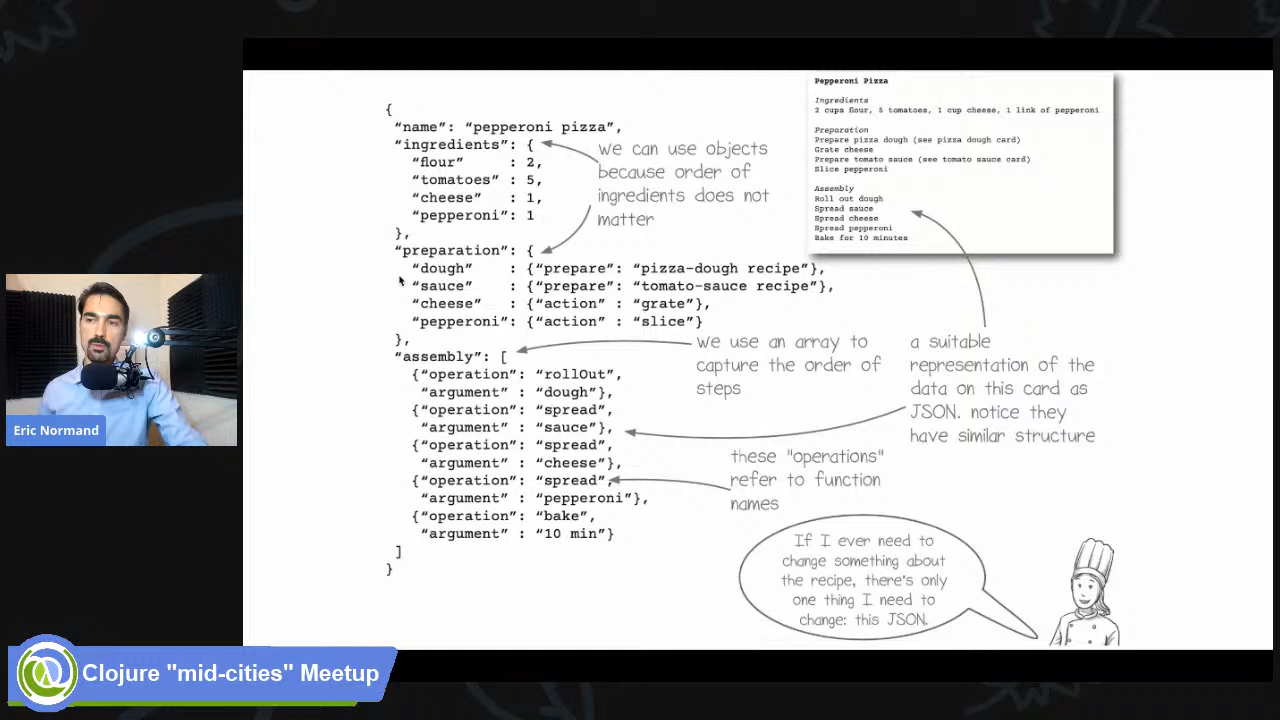 {
“name”: “pepperoni pizza”,
“ingredients”: {
“flour” : 2,
“tomatoes” : 5,
“cheese” : 1,
“pepperoni”: 1
},
“preparation”: {
“dough” : {“prepare”: “pizza-dough recipe”},
“sauce” : {“prepare”: “tomato-sauce recipe”},
“cheese” : {“action” : “grate”},
“pepperoni”: {“action” : “slice”}
},
“assembly”: [
{“operation”: “rollOut”,
“argument” : “dough”},
{“operation”: “spread”,
“argument” : “sauce”},
{“operation”: “spread”,
“argument” : “cheese”},
{“operation”: “spread”,
“argument” : “pepperoni”},
{“operation”: “bake”,
“argument” : “10 min”}
]
}
we can use objects
because order of
ingredients does not
matter
Pepperoni Pizza
Ingredients
2 cups flour, 5 tomatoes, 1 cup cheese, 1 link of pepperoni
Preparation
Prepare pizza dough (see pizza dough card)
Grate cheese
Prepare tomato sauce (see tomato sauce card)
Slice pepperoni
Assembly
Roll out dough
Spread sauce
Spread cheese
Spread pepperoni
Bake for 10 minutes
we use an array to
capture the order of
steps
a suitable
representation of the
data on this card as
JSON. notice they
have similar structure
these "operations"
refer to function
names
If I ever need to
change something about
the recipe, there's only
one thing I need to
change: this JSON.
Eric Normand
Clojure "mid-cities" Meetup